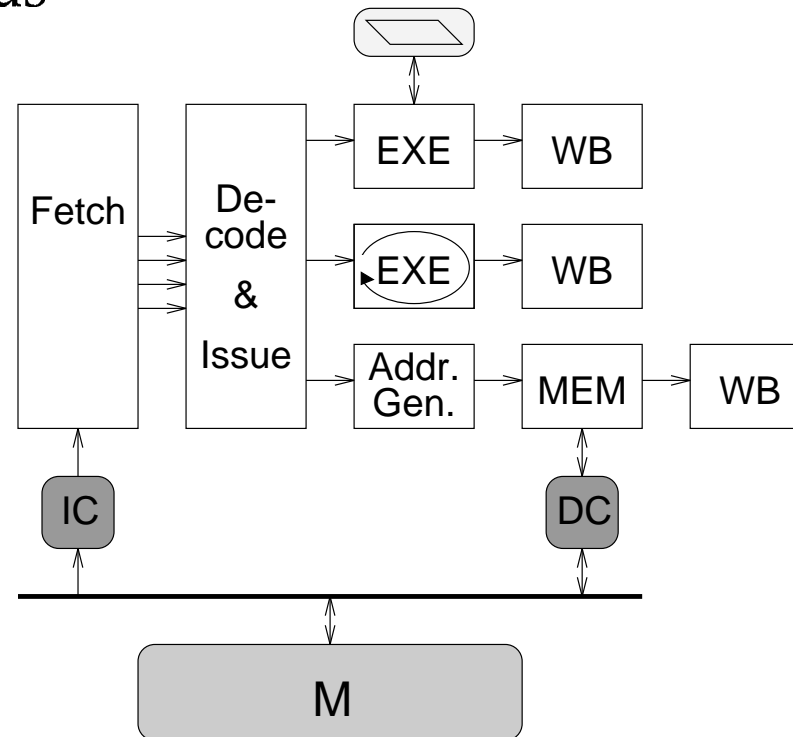 EXE
WB
Fetch
De-
code
&
Issue
EXE
WB
Addr.
Gen.
MEM
WB
IC
DC
M